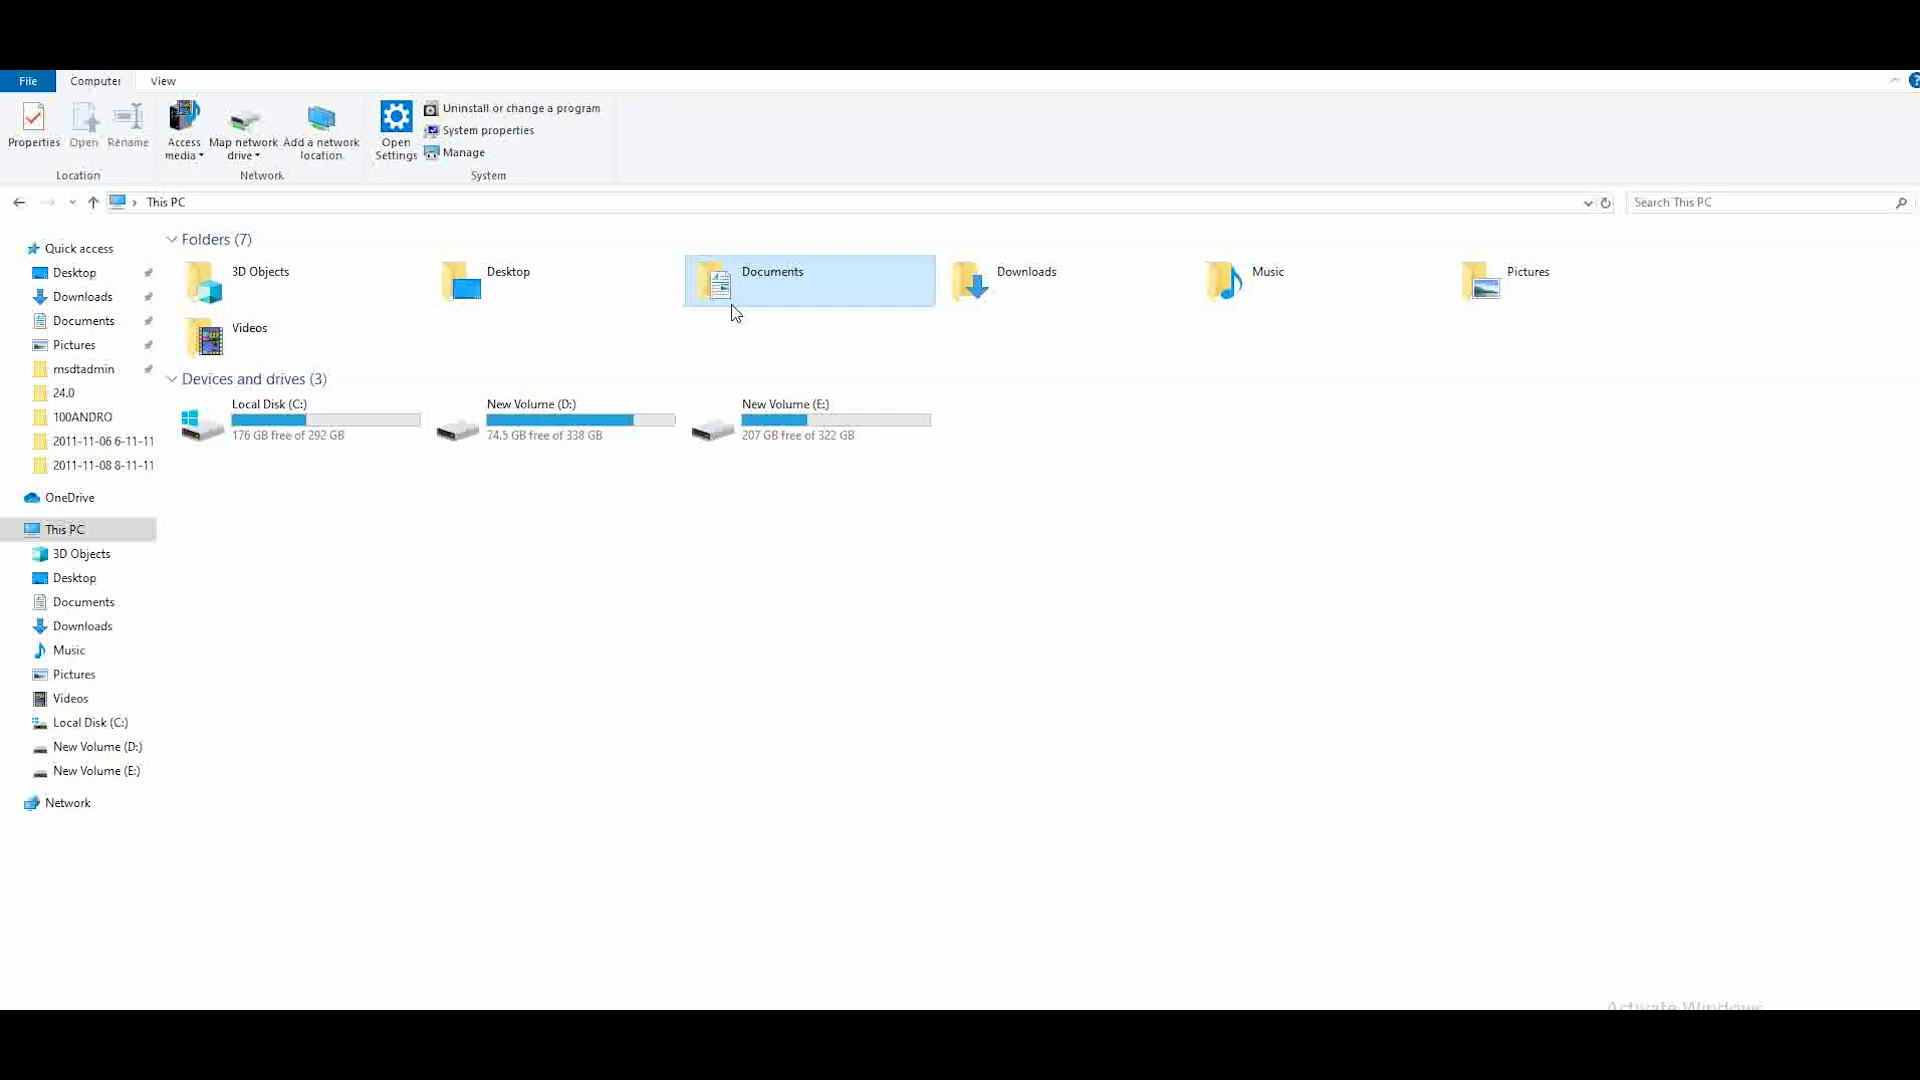 File Computer View
Properties Open Rename Access media Map network drive Add a network location Open Settings Uninstall or change a program
System properties
Manage
Location Network System
This PC Search This PC
Quick access
Desktop
Downloads
Documents
Pictures
msdtadmin
24.0
100ANDRO
2011-11-06 6-11-11
2011-11-08 8-11-11
OneDrive
This PC
3D Objects
Desktop
Documents
Downloads
Music
Pictures
Videos
Local Disk (C:)
New Volume (D:)
New Volume (E:)
Network
Folders (7)
3D Objects Desktop Documents Downloads Music Pictures
Videos
Devices and drives (3)
Local Disk (C:) New Volume (D:) New Volume (E:)
176 GB free of 292 GB 74.5 GB free of 338 GB 207 GB free of 322 GB
Activate Windows